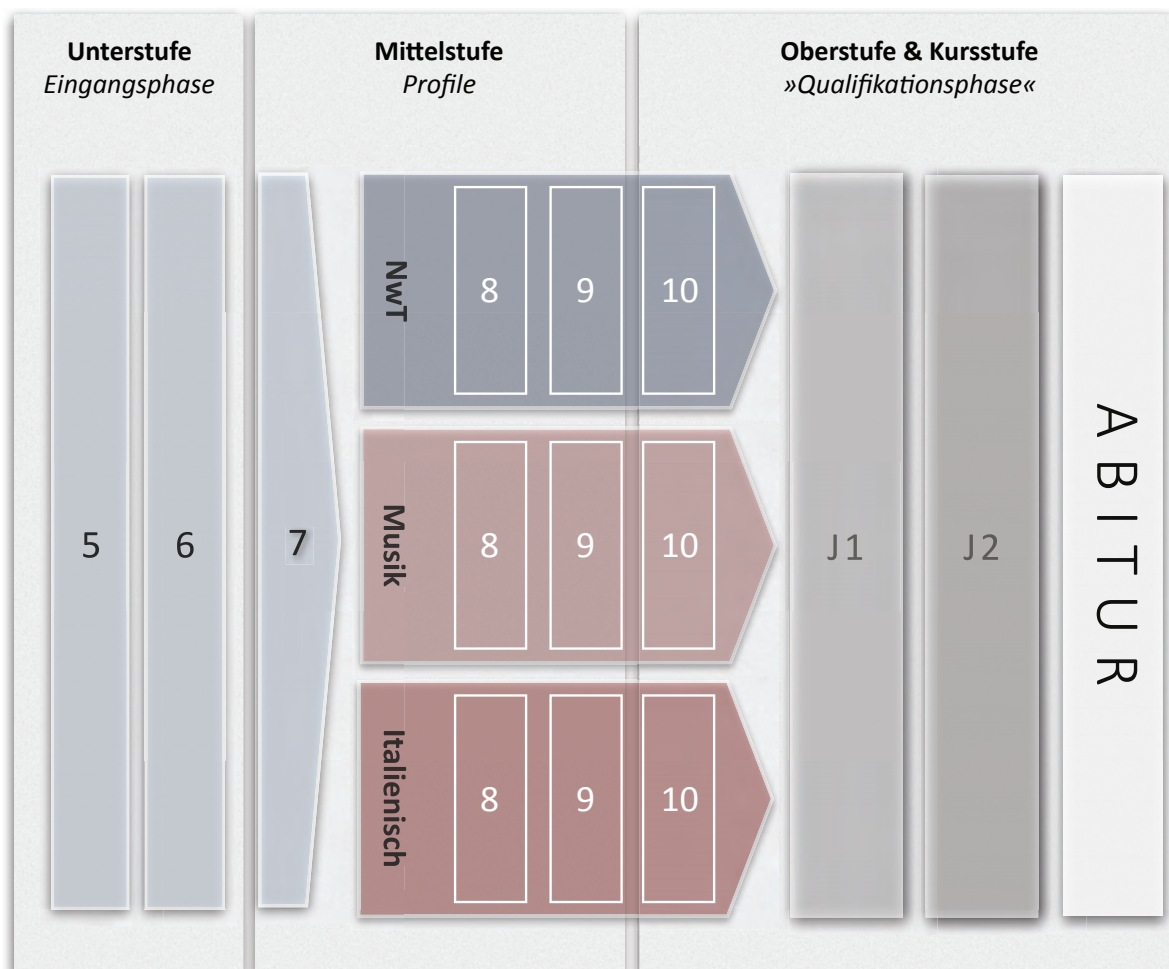 Unterstufe
Eingangsphase
Mittelstufe
Profile
Oberstufe & Kursstufe
»Qualifikationsphase«
5
6
7
NwT
8
9
10
Musik
8
9
10
Italienisch
8
9
10
J1
J2
ABITUR